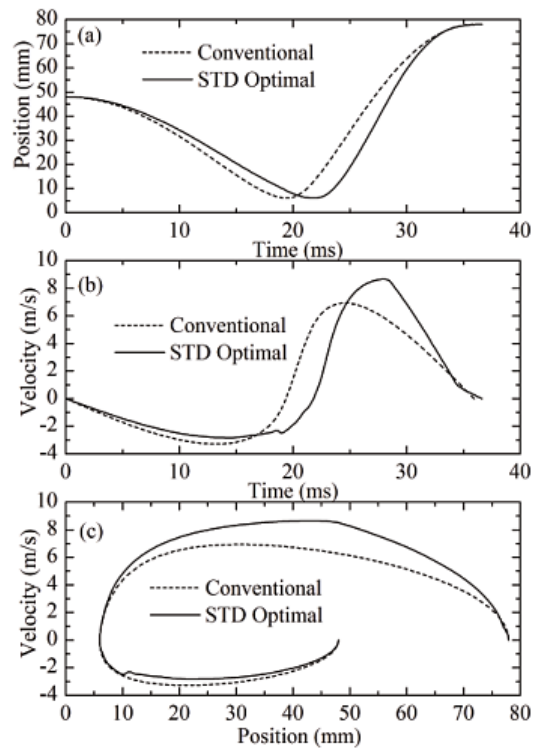 80
70
60
50
40
30
20
10
0
Position (mm)
(a)
Conventional
STD Optimal
0 10 20 30 40
Time (ms)
10
8
6
4
2
0
-2
-4
Velocity (m/s)
(b)
Conventional
STD Optimal
0 10 20 30 40
Time (ms)
10
8
6
4
2
0
-2
-4
Velocity (m/s)
(c)
Conventional
STD Optimal
0 10 20 30 40 50 60 70 80
Position (mm)